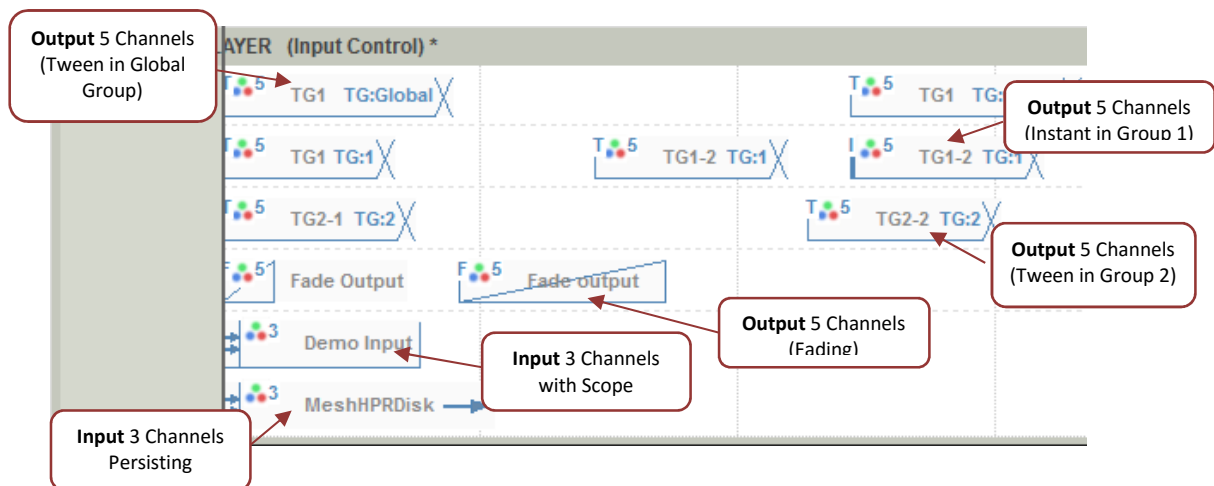 Output 5 Channels
(Tween in Global
Group)
AYER (Input Control) *
T 5 TG1 TG:Global
T 5 TG1 TG:
Output 5 Channels
(Instant in Group 1)
T 5 TG1 TG:1
T 5 TG1-2 TG:1
I 5 TG1-2 TG:1
T 5 TG2-1 TG:2
T 5 TG2-2 TG:2
Output 5 Channels
(Tween in Group 2)
F 5 Fade Output
F 5 Fade output
Output 5 Channels
(Fading)
3 Demo Input
Input 3 Channels
with Scope
3 MeshHPRDisk
Input 3 Channels
Persisting